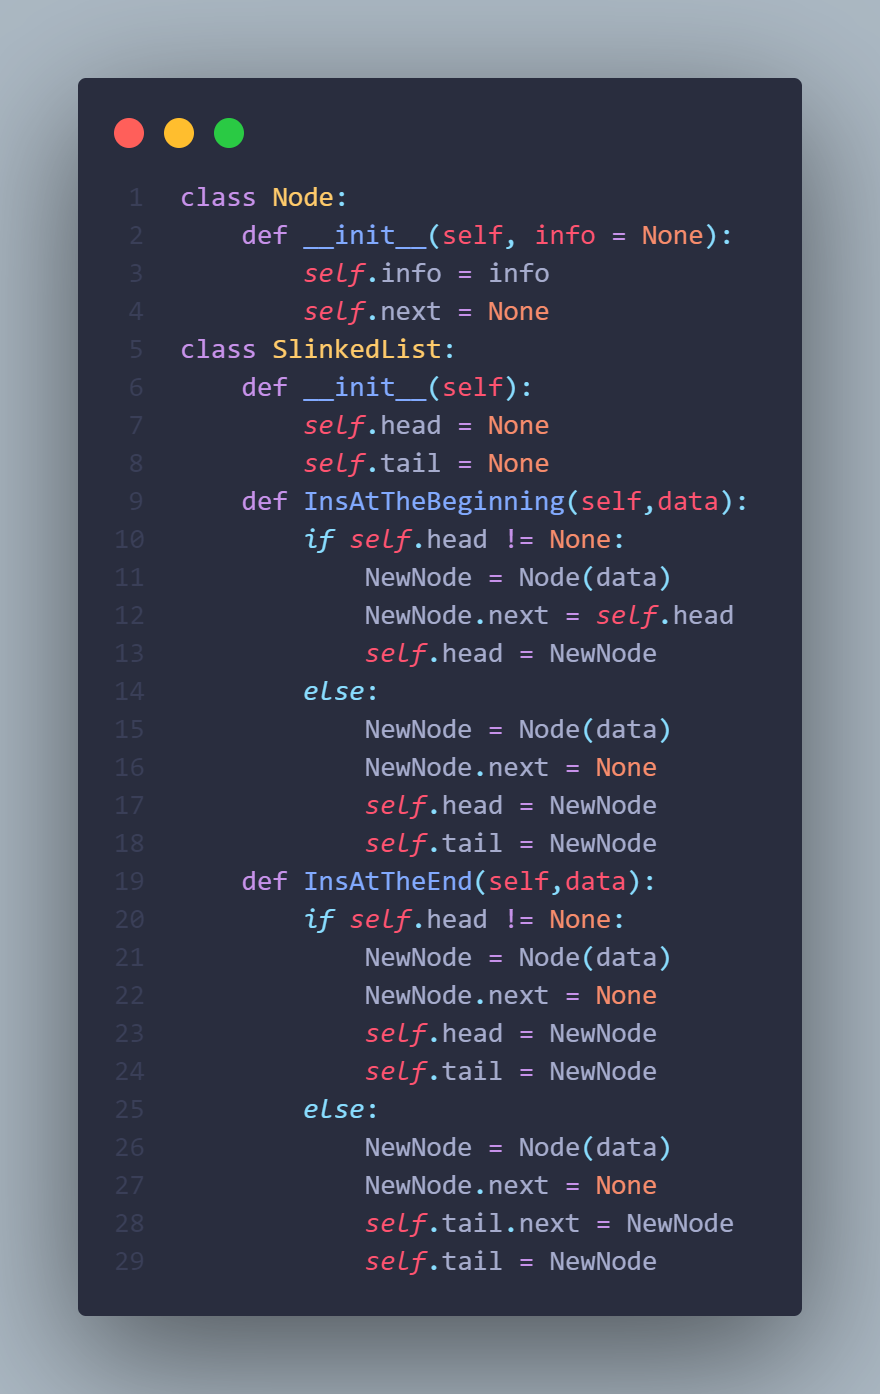 1 class Node:
2     def __init__(self, info = None):
3         self.info = info
4         self.next = None
5 class SlinkedList:
6     def __init__(self):
7         self.head = None
8         self.tail = None
9     def InsAtTheBeginning(self,data):
10         if self.head != None:
11             NewNode = Node(data)
12             NewNode.next = self.head
13             self.head = NewNode
14         else:
15             NewNode = Node(data)
16             NewNode.next = None
17             self.head = NewNode
18             self.tail = NewNode
19     def InsAtTheEnd(self,data):
20         if self.head != None:
21             NewNode = Node(data)
22             NewNode.next = None
23             self.head = NewNode
24             self.tail = NewNode
25         else:
26             NewNode = Node(data)
27             NewNode.next = None
28             self.tail.next = NewNode
29             self.tail = NewNode